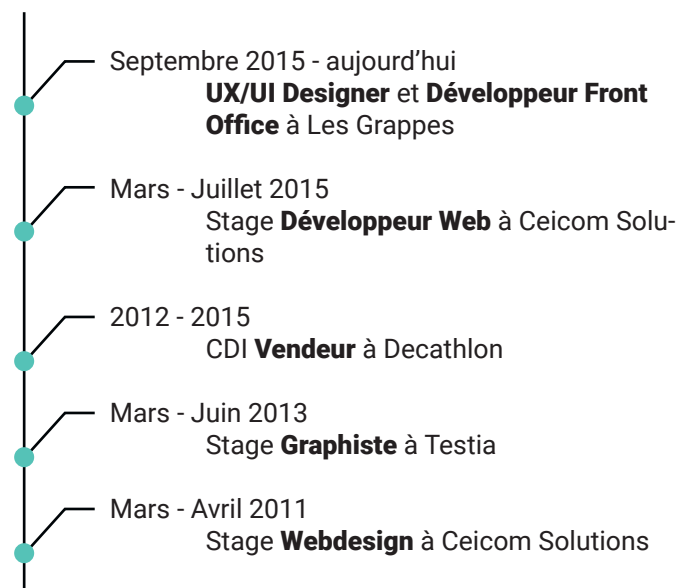 Septembre 2015 - aujourd’hui
UX/UI Designer et Développeur Front
Office à Les Grappes
Mars - Juillet 2015
Stage Développeur Web à Ceicom Solu-
tions
2012 - 2015
CDI Vendeur à Decathlon
Mars - Juin 2013
Stage Graphiste à Testia
Mars - Avril 2011
Stage Webdesign à Ceicom Solutions